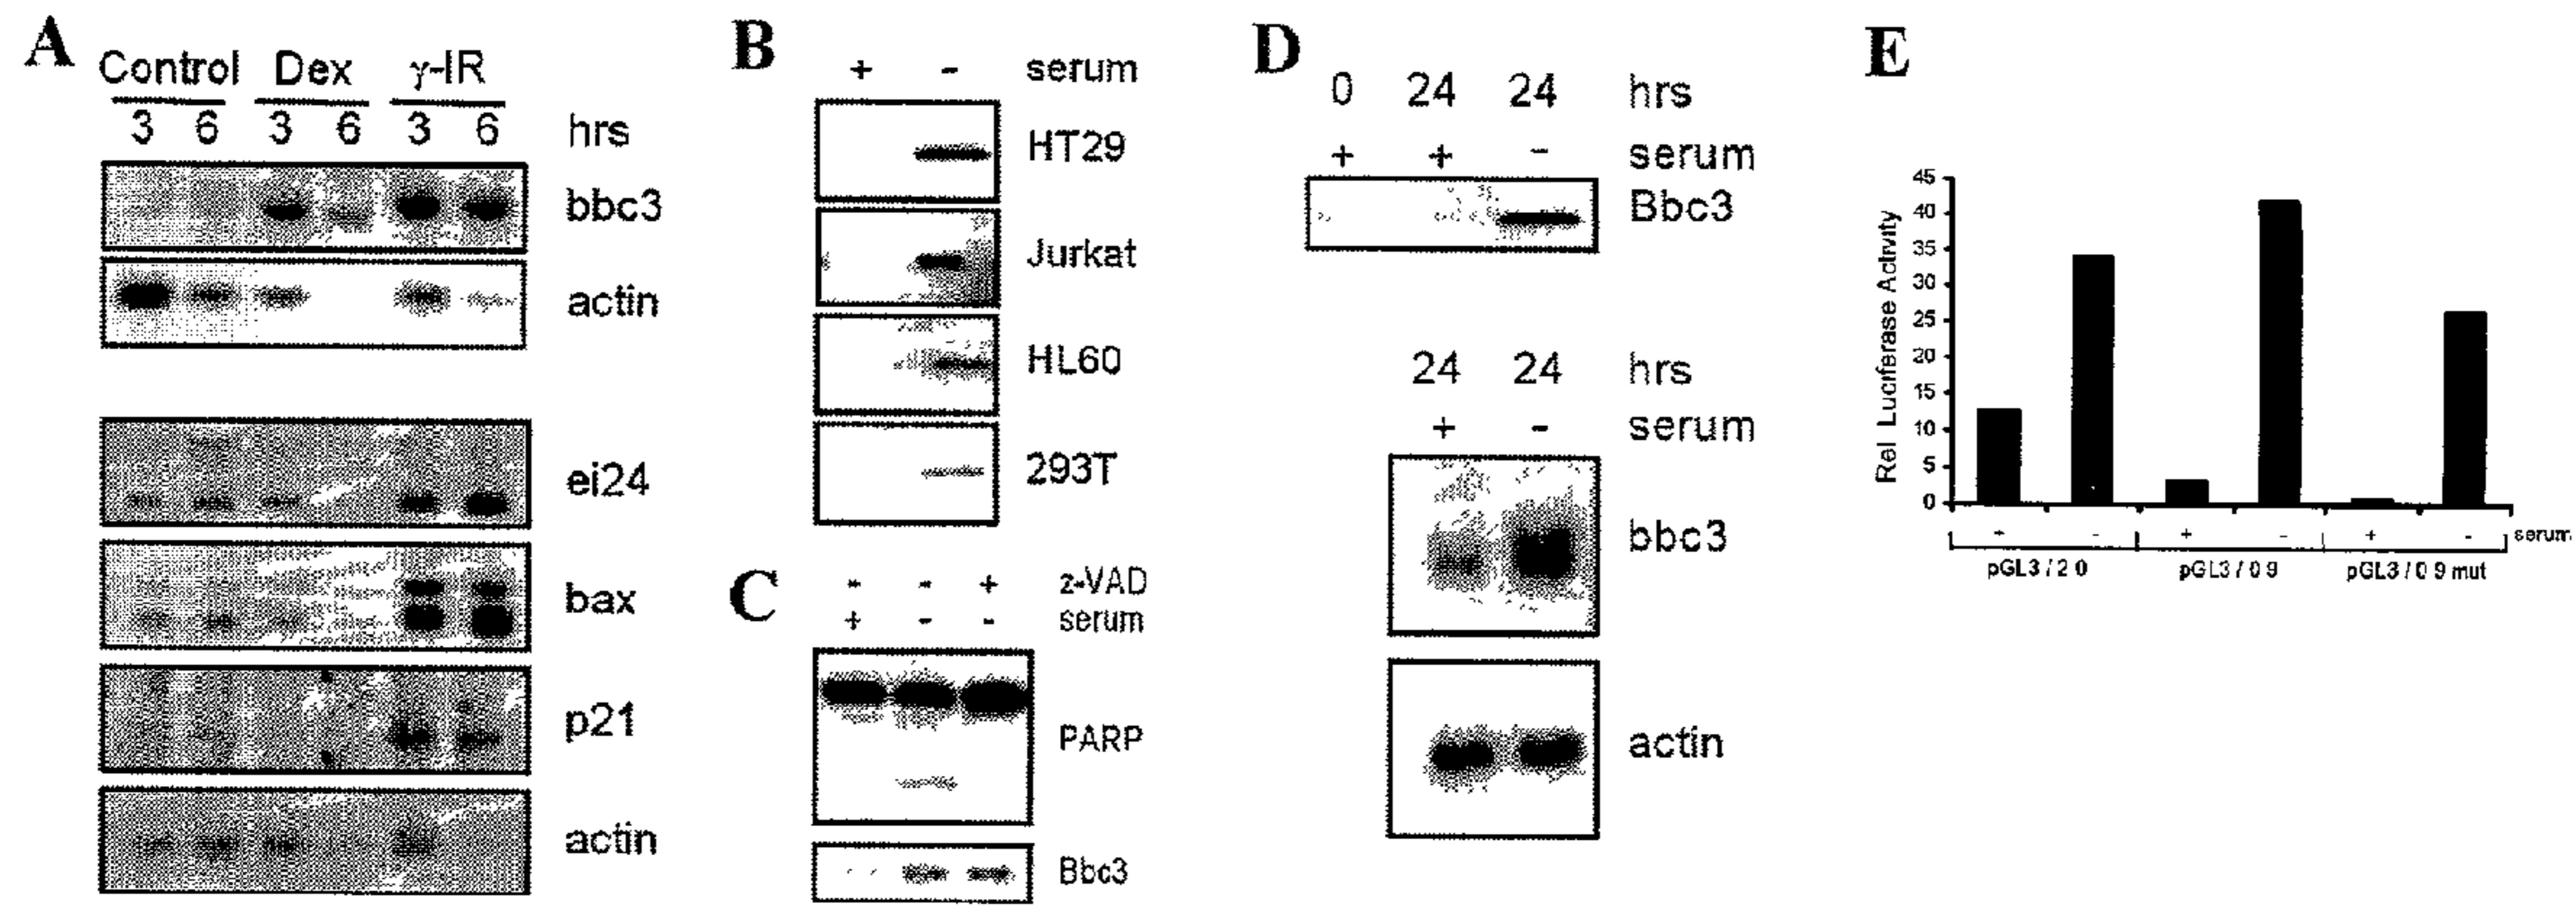 A
Control Dex γ-IR
3 6 3 6 3 6 hrs
bbc3
actin
ei24
bax
p21
actin
B
+ - serum
HT29
Jurkat
HL60
293T
C
- - + z-VAD
+ - - serum
PARP
Bbc3
D
0 24 24 hrs
+ + - serum
Bbc3
24 24 hrs
+ - serum
bbc3
actin
E
Rel Luciferase Activity
45
40
35
30
25
20
15
10
5
0
+ - + - + - serum
pGL3 / 2 0 pGL3 / 0 9 pGL3 / 0 9 mut